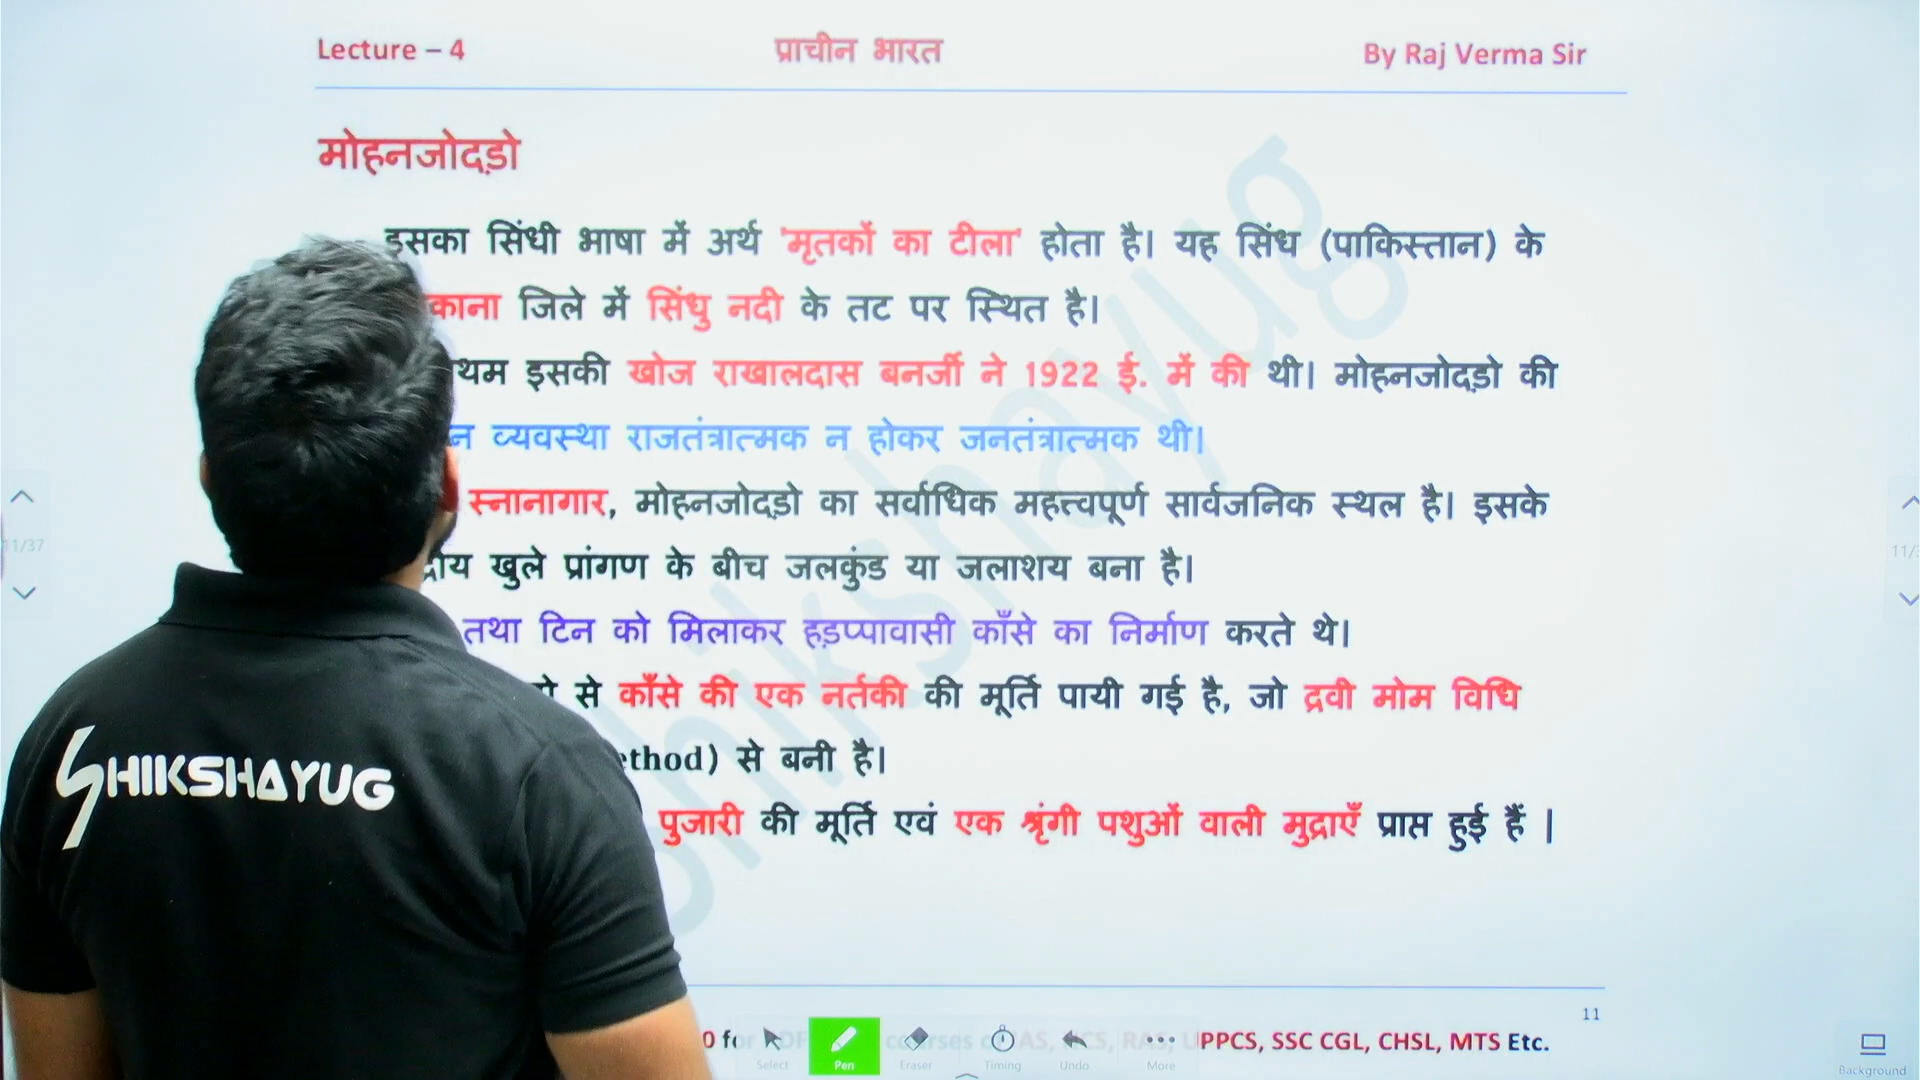 Lecture – 4 प्राचीन भारत By Raj Verma Sir
मोहनजोदड़ो
इसका सिंधी भाषा में अर्थ 'मृतकों का टीला' होता है। यह सिंध (पाकिस्तान) के
काना जिले में सिंधु नदी के तट पर स्थित है।
थम इसकी खोज राखालदास बनर्जी ने 1922 ई. में की थी। मोहनजोदड़ो की
न व्यवस्था राजतंत्रात्मक न होकर जनतंत्रात्मक थी।
स्नानागार, मोहनजोदड़ो का सर्वाधिक महत्त्वपूर्ण सार्वजनिक स्थल है। इसके
द्रीय खुले प्रांगण के बीच जलकुंड या जलाशय बना है।
तथा टिन को मिलाकर हड़प्पावासी काँसे का निर्माण करते थे।
से काँसे की एक नर्तकी की मूर्ति पायी गई है, जो द्रवी मोम विधि
ethod) से बनी है।
पुजारी की मूर्ति एवं एक श्रृंगी पशुओं वाली मुद्राएँ प्राप्त हुई हैं |
SHIKSHAYUG
Shikshayug
11/37
11
PPCS, SSC CGL, CHSL, MTS Etc.
Select Pen Eraser Timing Undo More Background